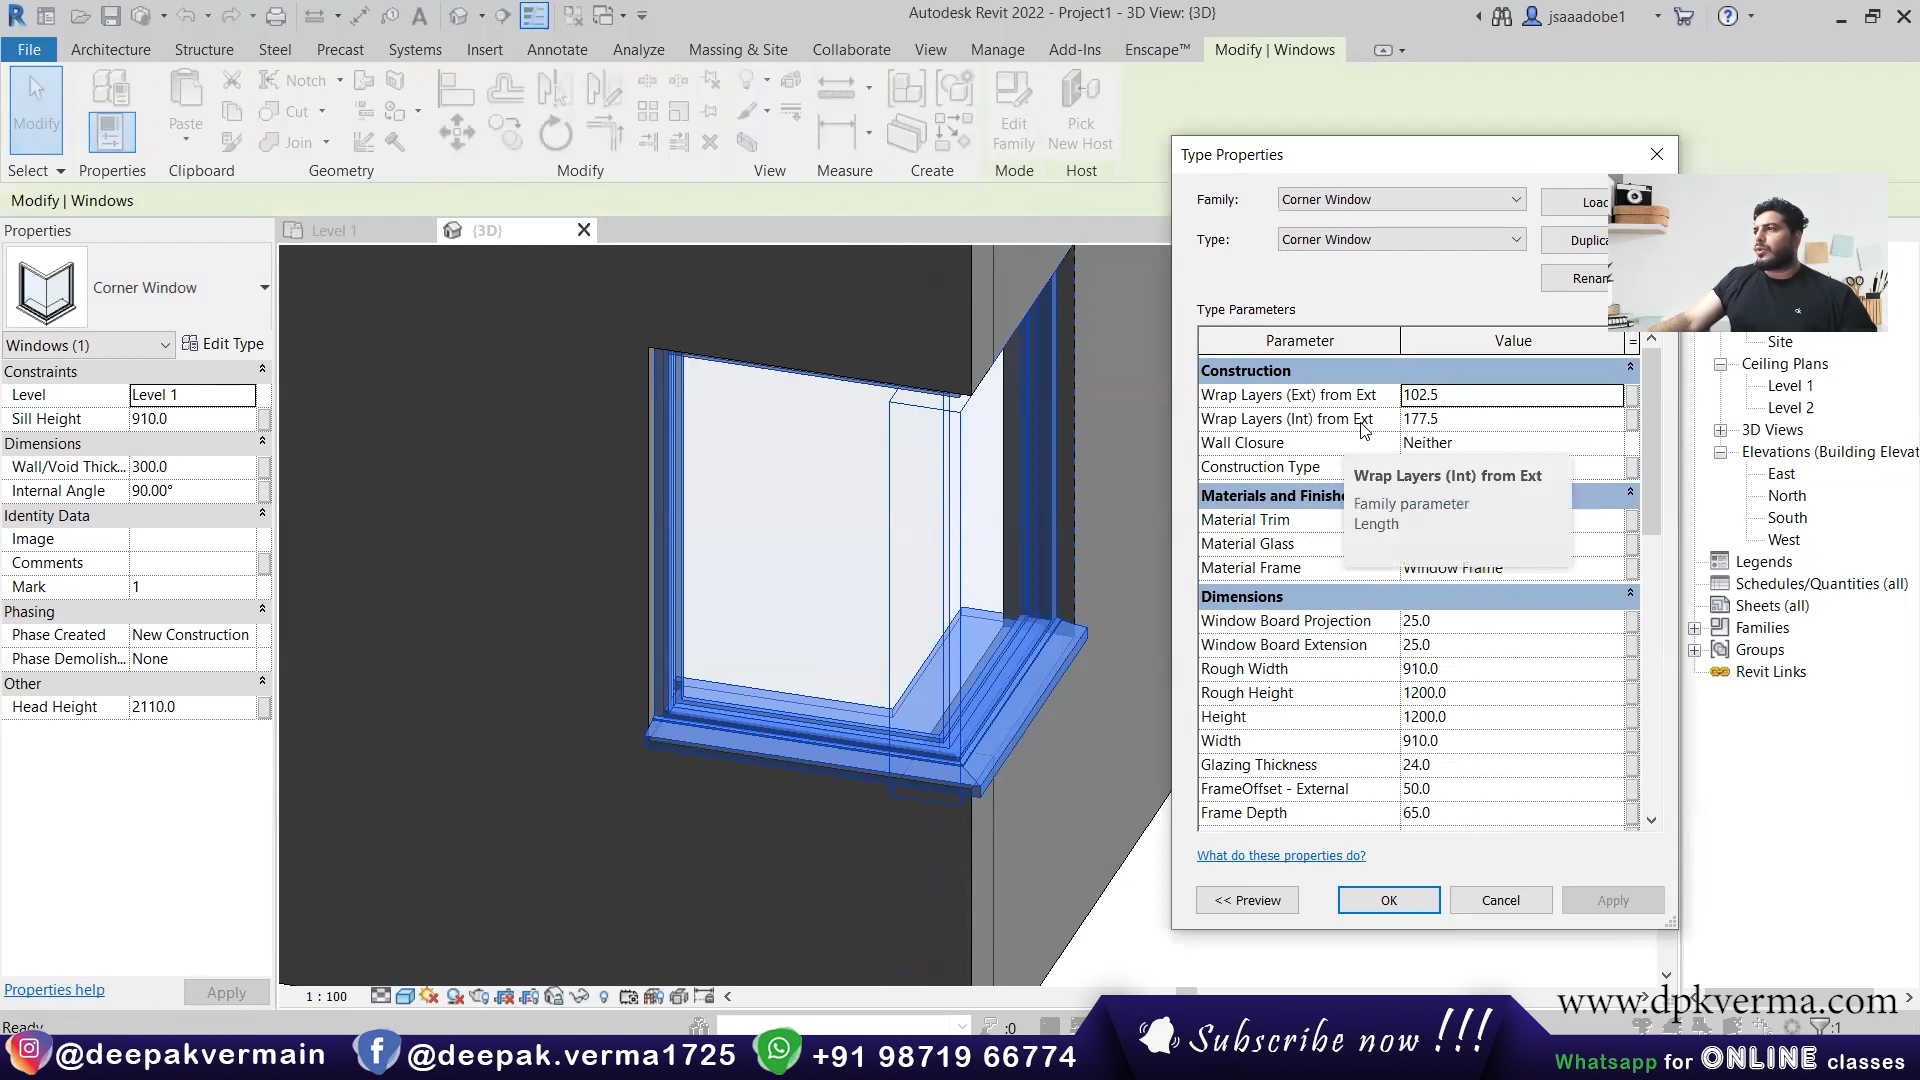 Autodesk Revit 2022 - Project1 - 3D View: {3D}
jsaaadobe1
File
Architecture
Structure
Steel
Precast
Systems
Insert
Annotate
Analyze
Massing & Site
Collaborate
View
Manage
Add-Ins
Enscape™
Modify | Windows
Modify
Paste
Notch
Cut
Join
Edit Family
Pick New Host
Select
Properties
Clipboard
Geometry
Modify
View
Measure
Create
Mode
Host
Modify | Windows
Properties
Corner Window
Windows (1)
Edit Type
Constraints
Level Level 1
Sill Height 910.0
Dimensions
Wall/Void Thick... 300.0
Internal Angle 90.00°
Identity Data
Image
Comments
Mark 1
Phasing
Phase Created New Construction
Phase Demolish... None
Other
Head Height 2110.0
Properties help
Apply
Level 1
{3D}
1 : 100
Ready
:0
:1
Type Properties
Family: Corner Window
Type: Corner Window
Loac
Duplica
Renan
Type Parameters
Parameter Value =
Construction
Wrap Layers (Ext) from Ext 102.5
Wrap Layers (Int) from Ext 177.5
Wall Closure Neither
Construction Type
Wrap Layers (Int) from Ext
Family parameter
Length
Materials and Finishe
Material Trim
Material Glass
Material Frame Window Frame
Dimensions
Window Board Projection 25.0
Window Board Extension 25.0
Rough Width 910.0
Rough Height 1200.0
Height 1200.0
Width 910.0
Glazing Thickness 24.0
FrameOffset - External 50.0
Frame Depth 65.0
What do these properties do?
<< Preview
OK
Cancel
Apply
Site
Ceiling Plans
Level 1
Level 2
3D Views
Elevations (Building Elevat
East
North
South
West
Legends
Schedules/Quantities (all)
Sheets (all)
Families
Groups
Revit Links
www.dpkverma.com
@deepakvermain
@deepak.verma1725
+91 98719 66774
Subscribe now !!!
Whatsapp for ONLINE classes